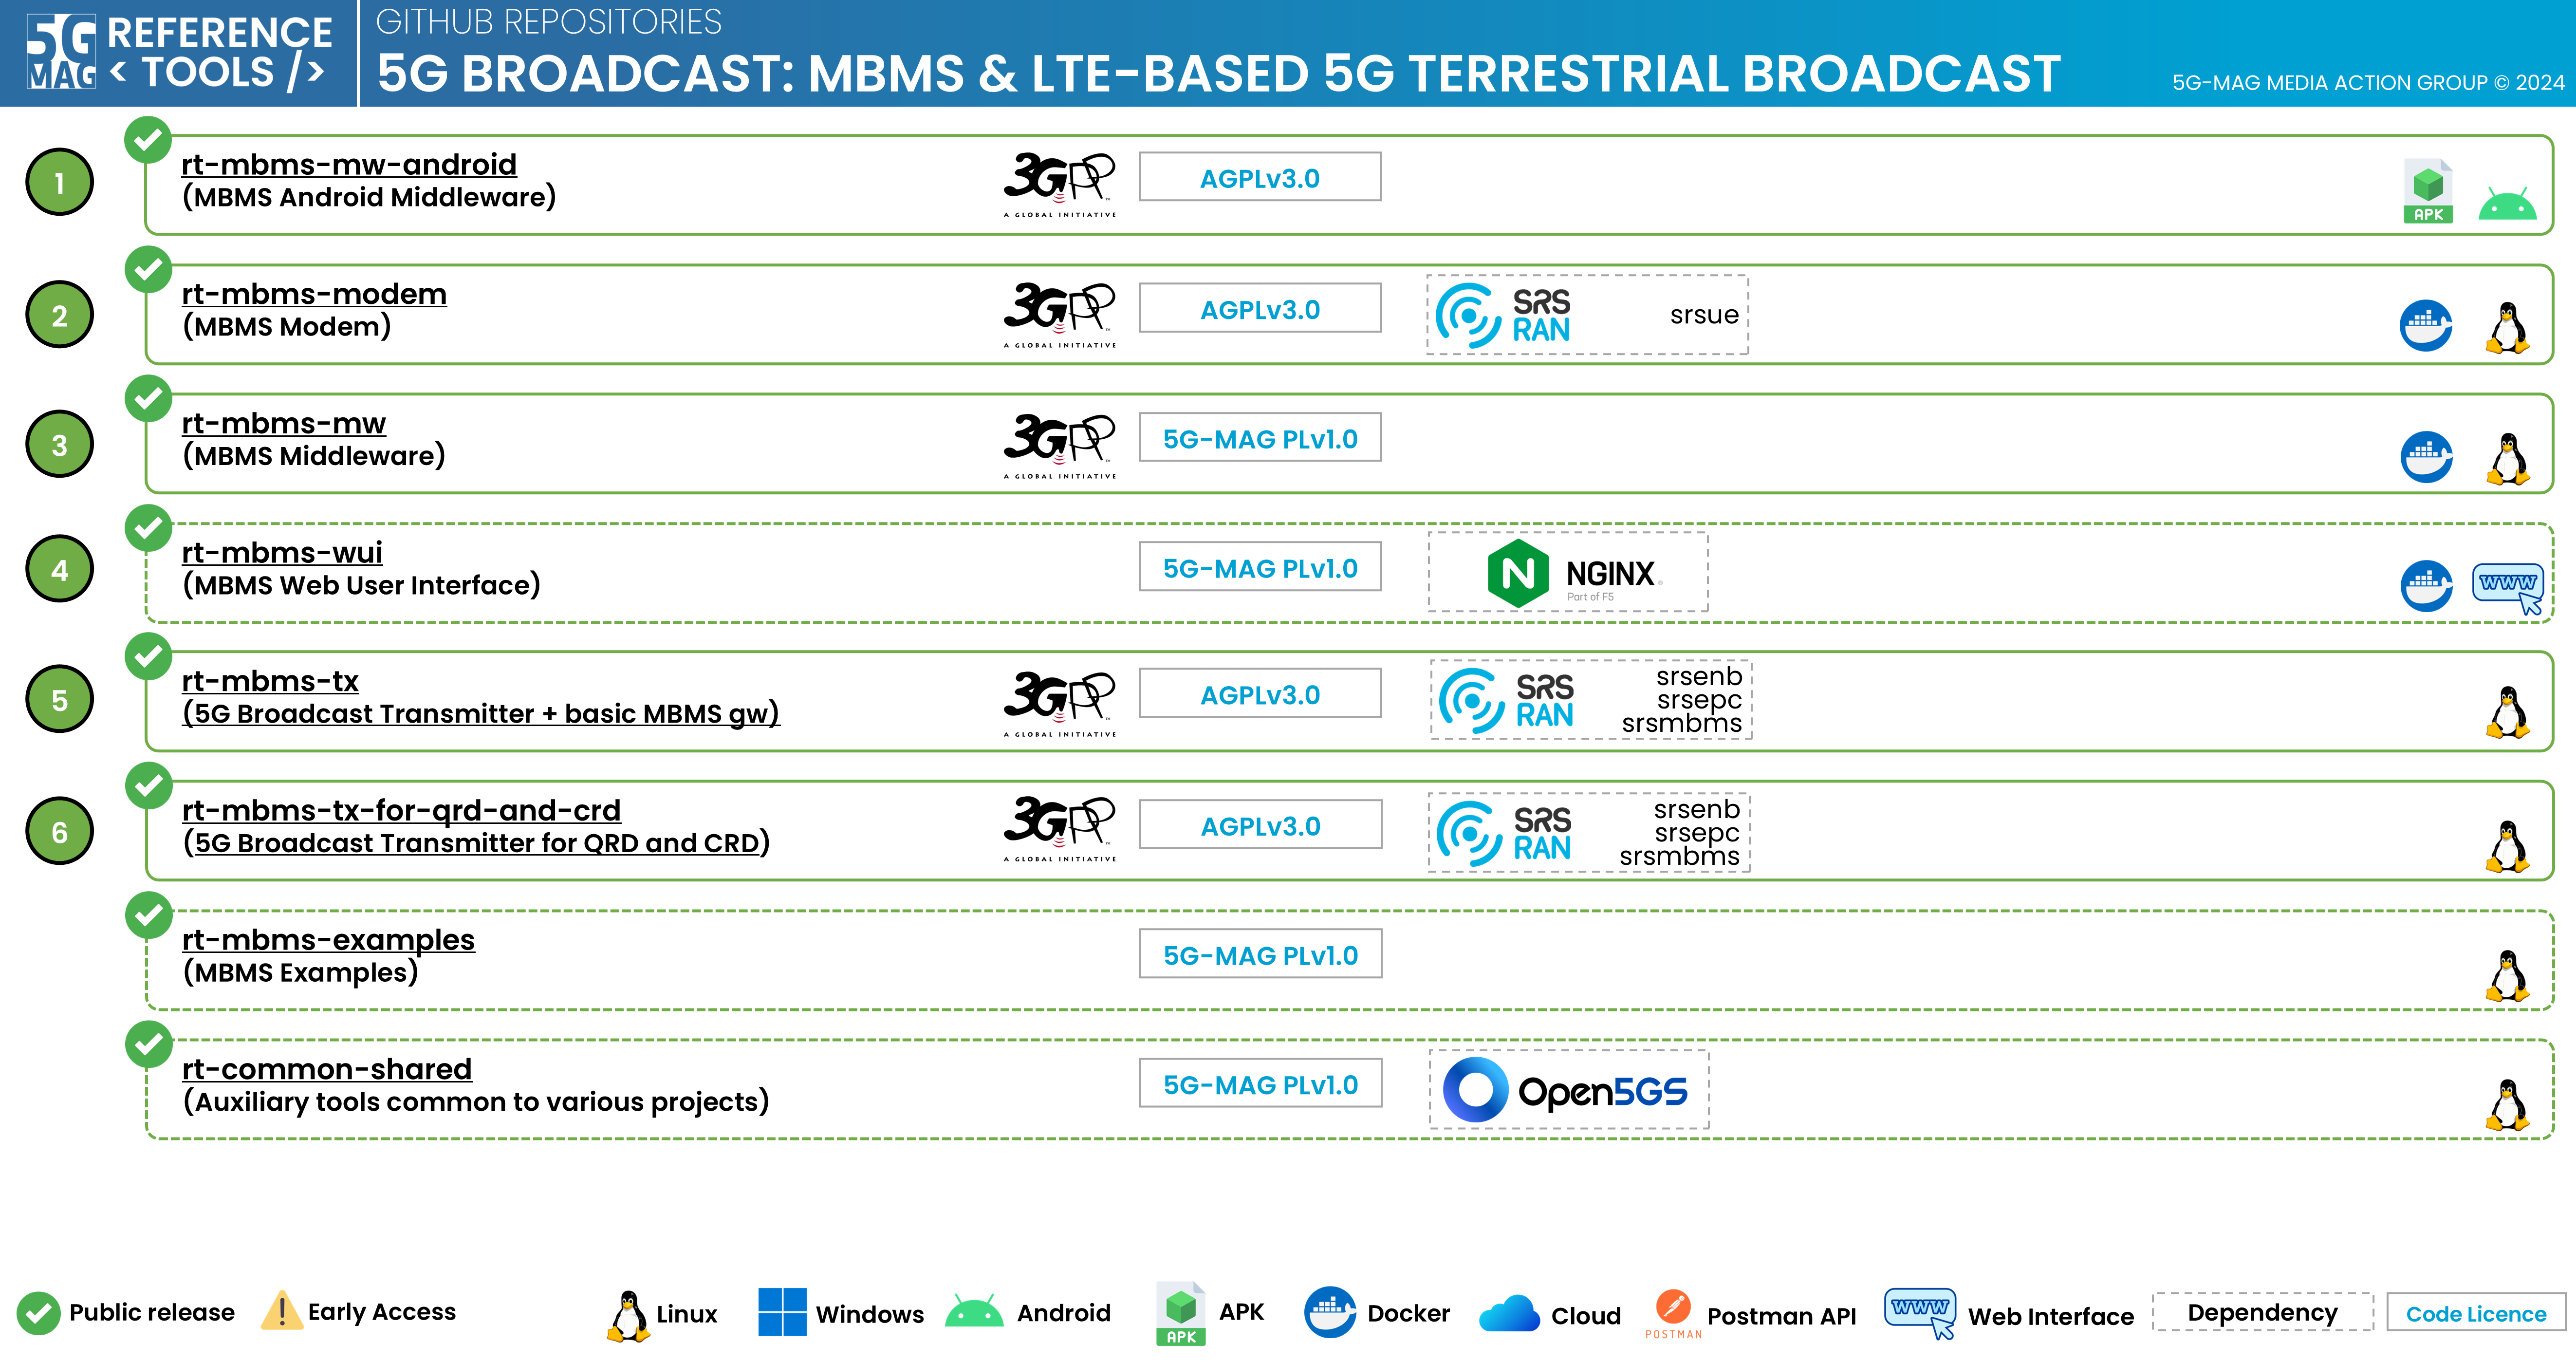 5G MAG
REFERENCE
< TOOLS />
GITHUB REPOSITORIES
5G BROADCAST: MBMS & LTE-BASED 5G TERRESTRIAL BROADCAST
5G-MAG MEDIA ACTION GROUP © 2024
1
rt-mbms-mw-android
(MBMS Android Middleware)
3GPP™
A GLOBAL INITIATIVE
AGPLv3.0
APK
2
rt-mbms-modem
(MBMS Modem)
3GPP™
A GLOBAL INITIATIVE
AGPLv3.0
SRS
RAN
srsue
3
rt-mbms-mw
(MBMS Middleware)
3GPP™
A GLOBAL INITIATIVE
5G-MAG PLv1.0
4
rt-mbms-wui
(MBMS Web User Interface)
5G-MAG PLv1.0
N
NGINX
Part of F5
www
5
rt-mbms-tx
(5G Broadcast Transmitter + basic MBMS gw)
3GPP™
A GLOBAL INITIATIVE
AGPLv3.0
SRS
RAN
srsenb
srsepc
srsmbms
6
rt-mbms-tx-for-qrd-and-crd
(5G Broadcast Transmitter for QRD and CRD)
3GPP™
A GLOBAL INITIATIVE
AGPLv3.0
SRS
RAN
srsenb
srsepc
srsmbms
rt-mbms-examples
(MBMS Examples)
5G-MAG PLv1.0
rt-common-shared
(Auxiliary tools common to various projects)
5G-MAG PLv1.0
Open5GS
Public release
Early Access
Linux
Windows
Android
APK
APK
Docker
Cloud
POSTMAN
Postman API
www
Web Interface
Dependency
Code Licence